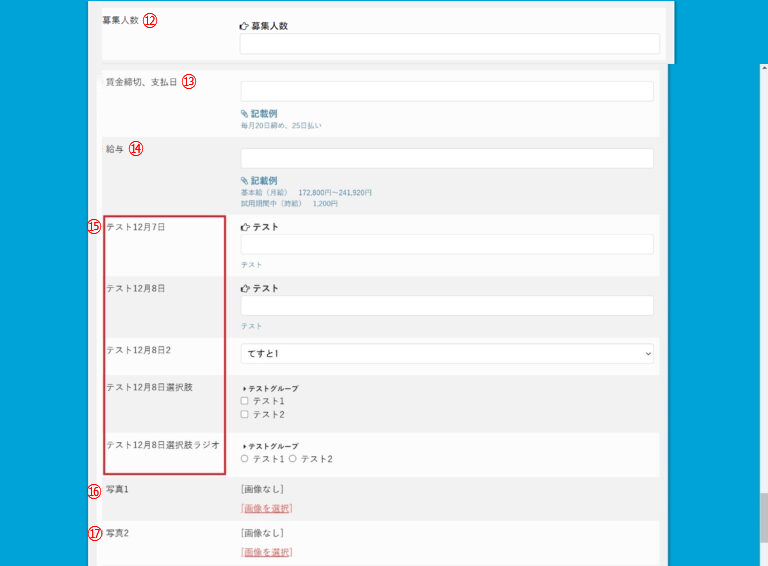 募集人数 ⑫
募集人数
賃金締切、支払日 ⑬
記載例
毎月20日締め、25日払い
給与 ⑭
記載例
基本給（月給） 172,800円～241,920円
試用期間中（時給） 1,200円
⑮ テスト12月7日
テスト
テスト
テスト12月8日
テスト
テスト
テスト12月8日2
てすと1
テスト12月8日選択肢
テストグループ
テスト1
テスト2
テスト12月8日選択肢ラジオ
テストグループ
テスト1 テスト2
⑯ 写真1
[画像なし]
[画像を選択]
⑰ 写真2
[画像なし]
[画像を選択]